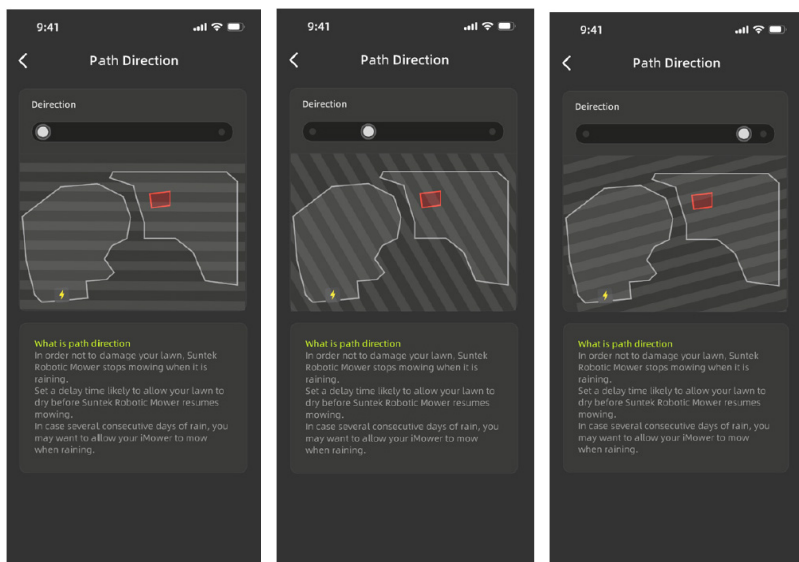 9:41
Path Direction
Deirection
What is path direction
In order not to damage your lawn, Suntek
Robotic Mower stops mowing when it is
raining.
Set a delay time likely to allow your lawn to
dry before Suntek Robotic Mower resumes
mowing.
In case several consecutive days of rain, you
may want to allow your iMower to mow
when raining.
9:41
Path Direction
Deirection
What is path direction
In order not to damage your lawn, Suntek
Robotic Mower stops mowing when it is
raining.
Set a delay time likely to allow your lawn to
dry before Suntek Robotic Mower resumes
mowing.
In case several consecutive days of rain, you
may want to allow your iMower to mow
when raining.
9:41
Path Direction
Deirection
What is path direction
In order not to damage your lawn, Suntek
Robotic Mower stops mowing when it is
raining.
Set a delay time likely to allow your lawn to
dry before Suntek Robotic Mower resumes
mowing.
In case several consecutive days of rain, you
may want to allow your iMower to mow
when raining.